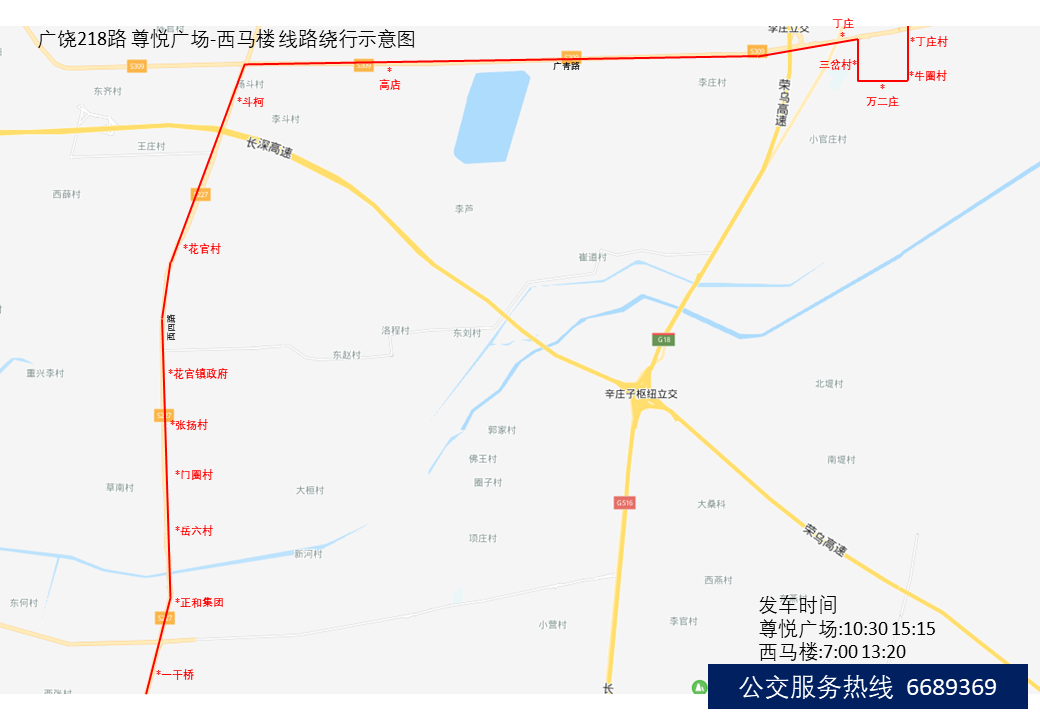 广饶218路 尊悦广场-西马楼 线路绕行示意图
丁庄
李庄立交
*
*丁庄村
S309
S309
S309
广青路
*
高店
三岔村*
*牛圈村
*
万二庄
东齐村
*斗柯
李斗村
李庄村
荣乌高速
王庄村
长深高速
小官庄村
西薛村
S227
李芦
*花官村
崔道村
西四路
洛程村
东刘村
东赵村
G18
重兴李村
*花官镇政府
辛庄子枢纽立交
北堤村
*张扬村
郭家村
佛王村
南堤村
*门圈村
圈子村
草南村
大桓村
G516
大桑科
*岳六村
项庄村
荣乌高速
新河村
西燕村
东何村
*正和集团
小营村
李官村
发车时间
尊悦广场:10:30 15:15
西马楼:7:00 13:20
*一干桥
长
公交服务热线 6689369